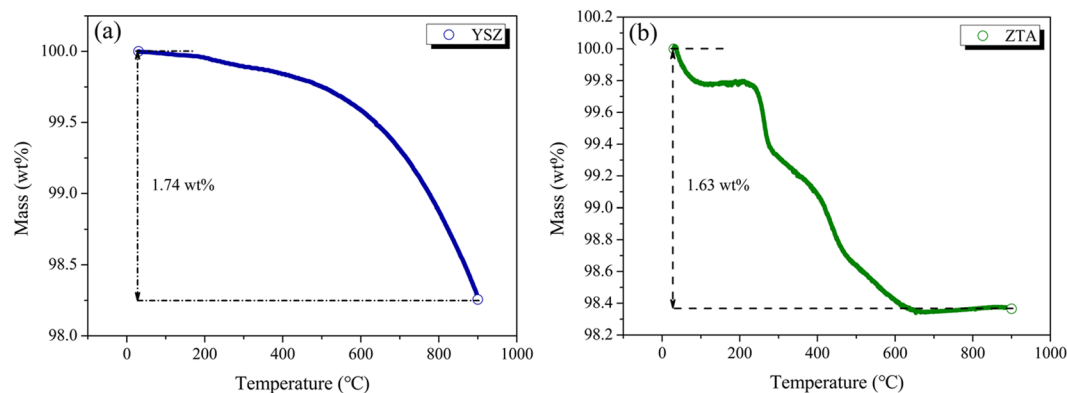 (a)
YSZ
100.0
99.5
99.0
98.5
98.0
Mass (wt%)
1.74 wt%
0
200
400
600
800
1000
Temperature (℃)
(b)
ZTA
100.2
100.0
99.8
99.6
99.4
99.2
99.0
98.8
98.6
98.4
98.2
Mass (wt%)
1.63 wt%
0
200
400
600
800
1000
Temperature (℃)